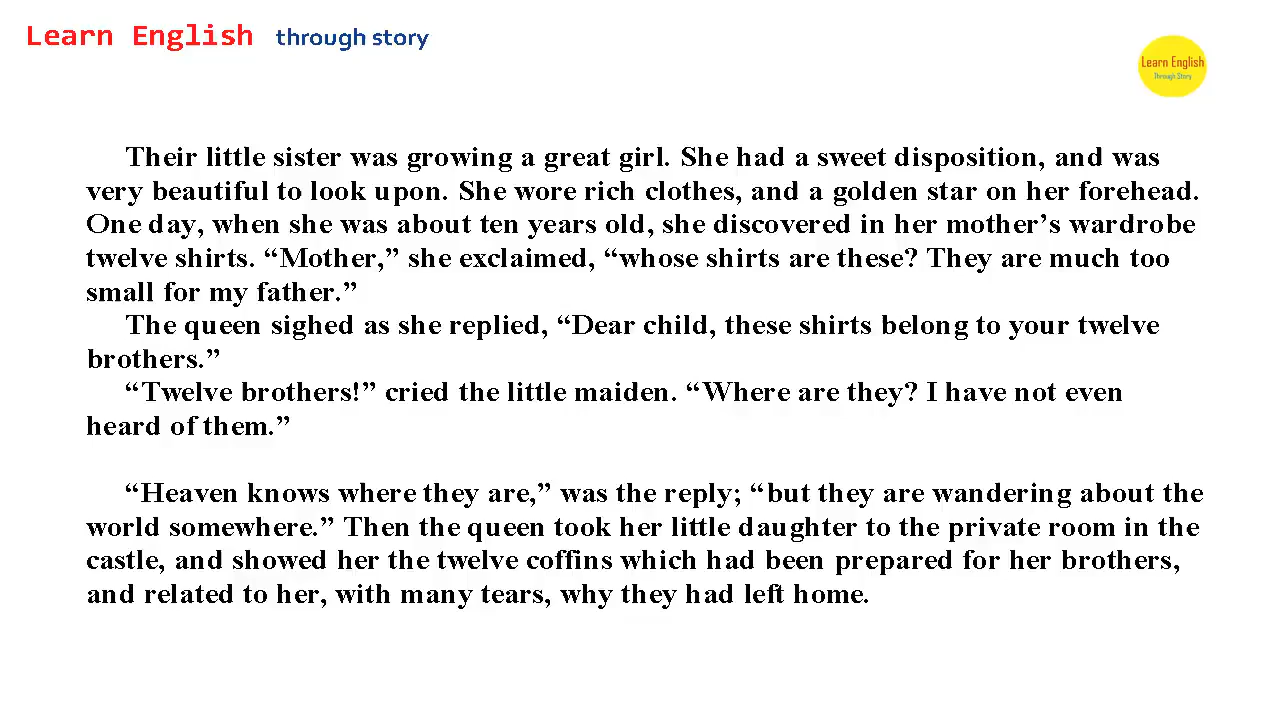 Learn English through story
Learn English
Through Story
Their little sister was growing a great girl. She had a sweet disposition, and was
very beautiful to look upon. She wore rich clothes, and a golden star on her forehead.
One day, when she was about ten years old, she discovered in her mother’s wardrobe
twelve shirts. “Mother,” she exclaimed, “whose shirts are these? They are much too
small for my father.”
The queen sighed as she replied, “Dear child, these shirts belong to your twelve
brothers.”
“Twelve brothers!” cried the little maiden. “Where are they? I have not even
heard of them.”
“Heaven knows where they are,” was the reply; “but they are wandering about the
world somewhere.” Then the queen took her little daughter to the private room in the
castle, and showed her the twelve coffins which had been prepared for her brothers,
and related to her, with many tears, why they had left home.